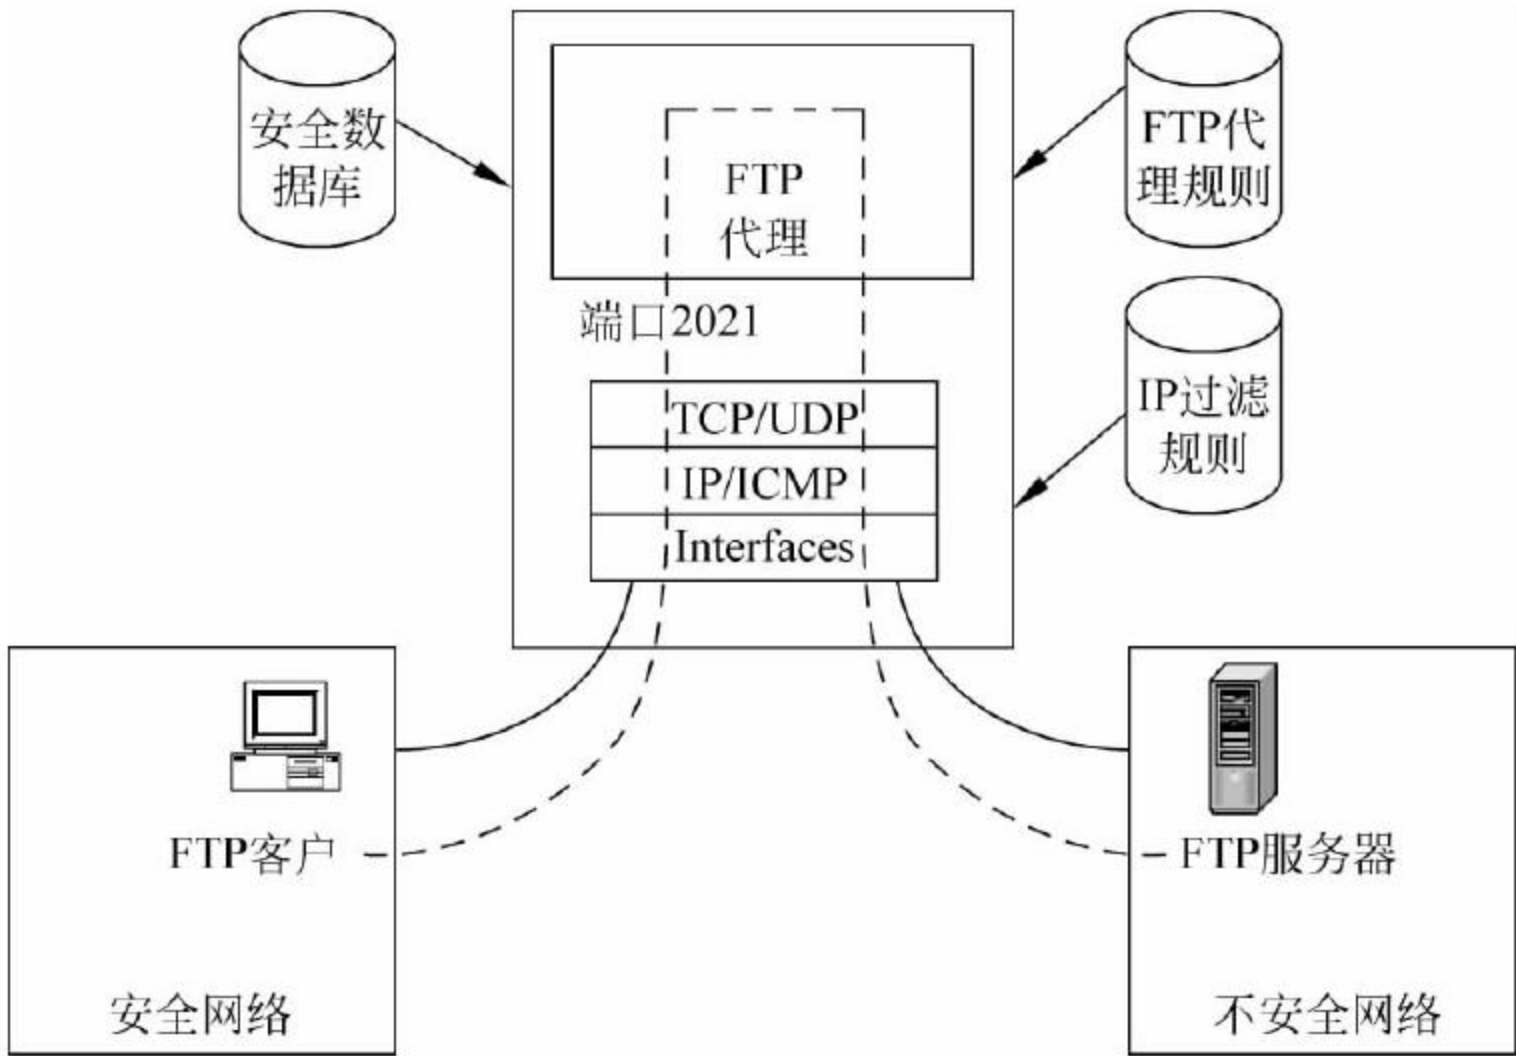 安全数
据库
FTP
代理
FTP代
理规则
端口2021
IP过滤
规则
TCP/UDP
IP/ICMP
Interfaces
FTP客户
FTP服务器
安全网络
不安全网络